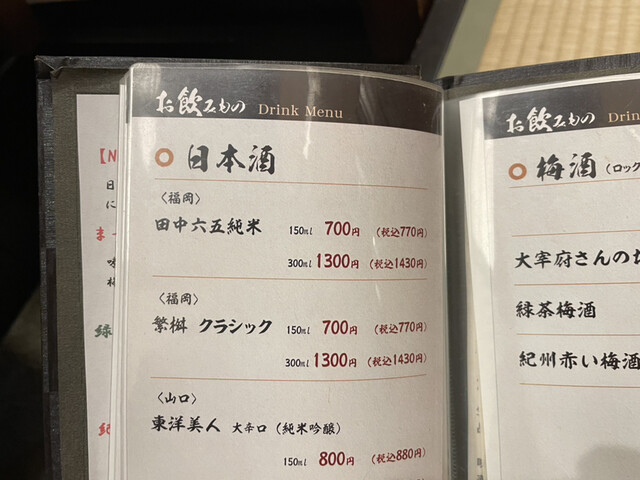 お飲みもの Drink Menu
日本酒
〈福岡〉
田中六五純米 150ml 700円 (税込770円)
300ml 1300円 (税込1430円)
〈福岡〉
繁桝 クラシック 150ml 700円 (税込770円)
300ml 1300円 (税込1430円)
〈山口〉
東洋美人 大辛口 (純米吟醸)
150ml 800円 (税込880円)
お飲みもの Drin
梅酒 (ロック
大宰府さんの
緑茶梅酒
紀州赤い梅酒
【N
日
に